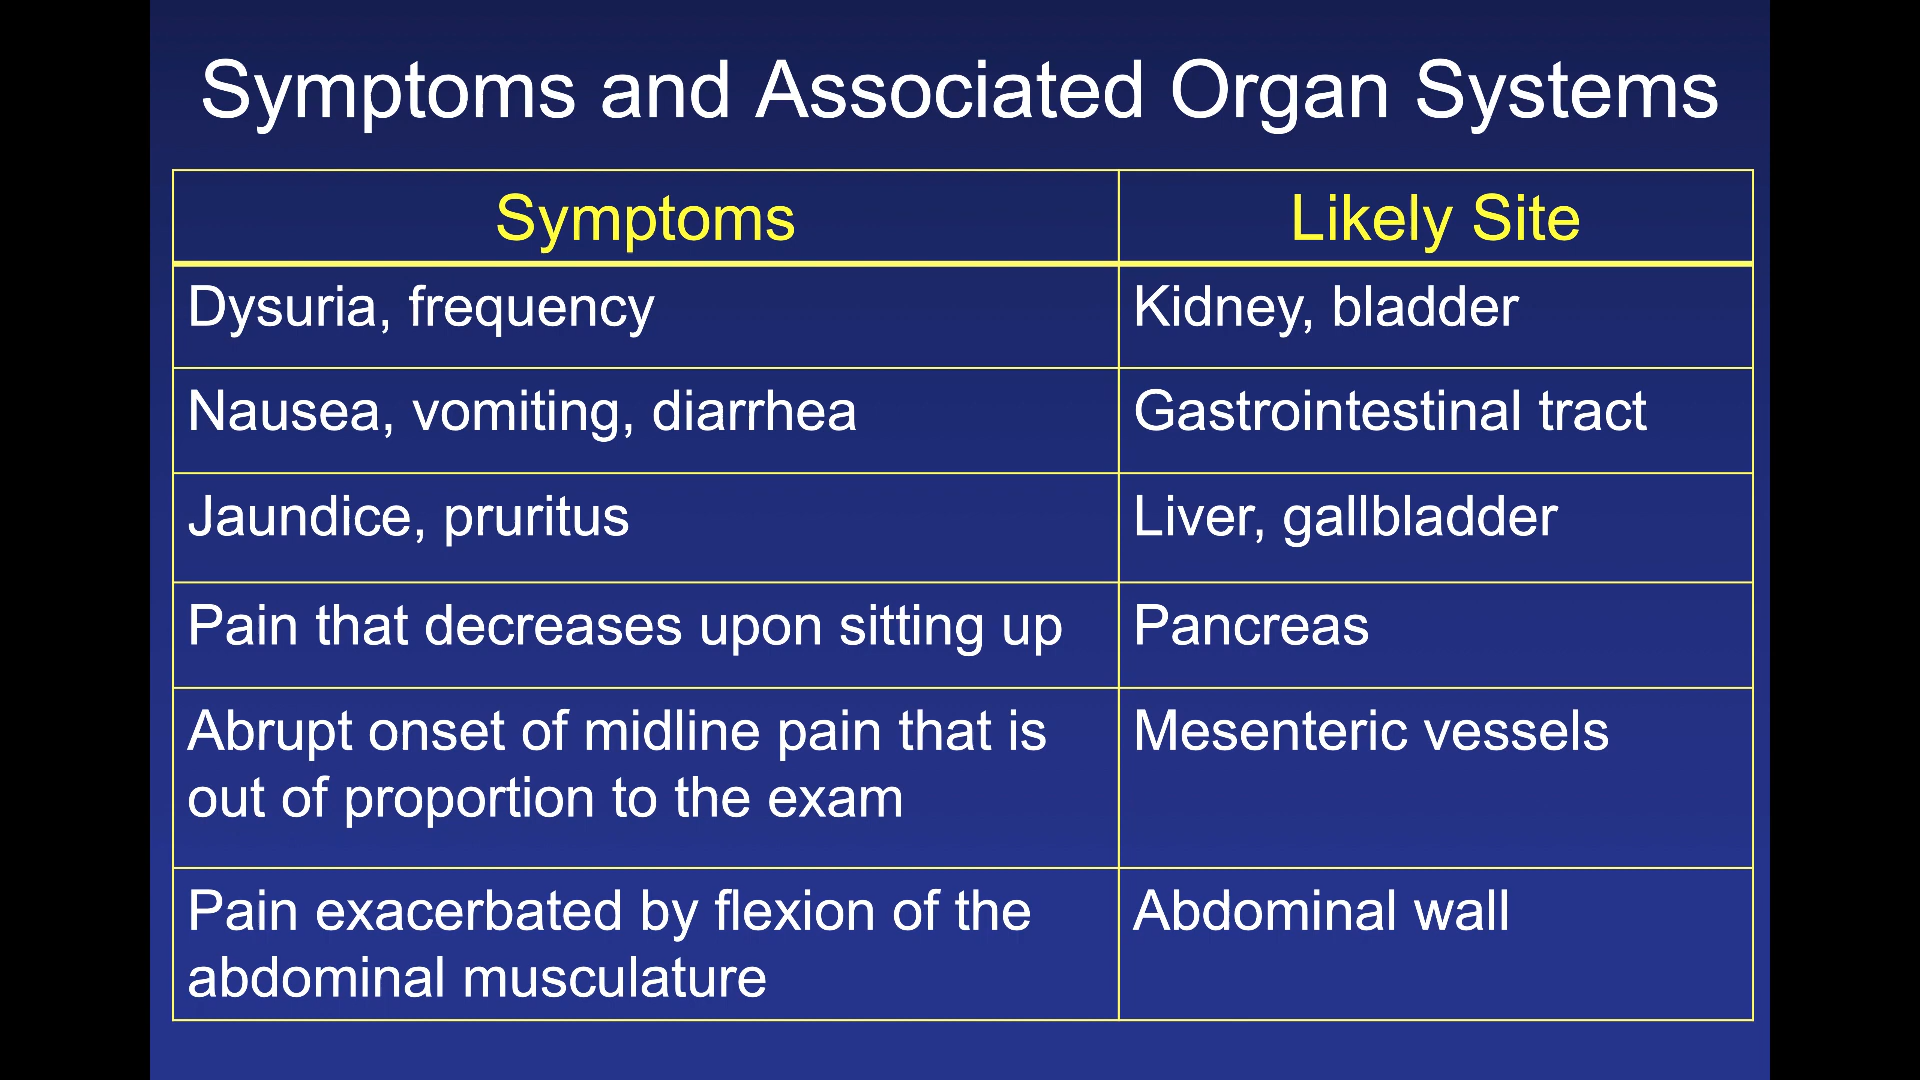 Symptoms and Associated Organ Systems
Symptoms
Likely Site
Dysuria, frequency
Kidney, bladder
Nausea, vomiting, diarrhea
Gastrointestinal tract
Jaundice, pruritus
Liver, gallbladder
Pain that decreases upon sitting up
Pancreas
Abrupt onset of midline pain that is
out of proportion to the exam
Mesenteric vessels
Pain exacerbated by flexion of the
abdominal musculature
Abdominal wall